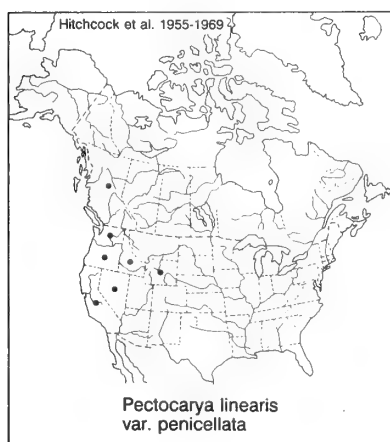 Hitchcock et al. 1955-1969
Pectocarya linearis
var. penicellata